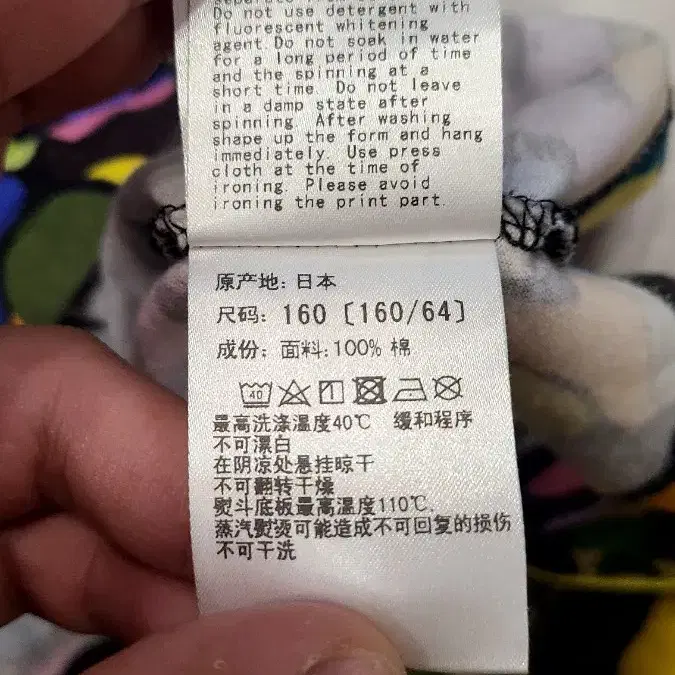 Do not use detergent with
fluorescent whitening
agent. Do not soak in water
for a long period of time
and the spinning at a
short time. Do not leave
in a damp state after
spinning. After washing
shape up the form and hang
immediately. Use press
cloth at the time of
ironing. Please avoid
ironing the print part.
原产地: 日本
尺码: 160〔160/64〕
成份: 面料:100% 棉
40
最高洗涤温度40℃ 缓和程序
不可漂白
在阴凉处悬挂晾干
不可翻转干燥
熨斗底板最高温度110℃.
蒸汽熨烫可能造成不可回复的损伤
不可干洗